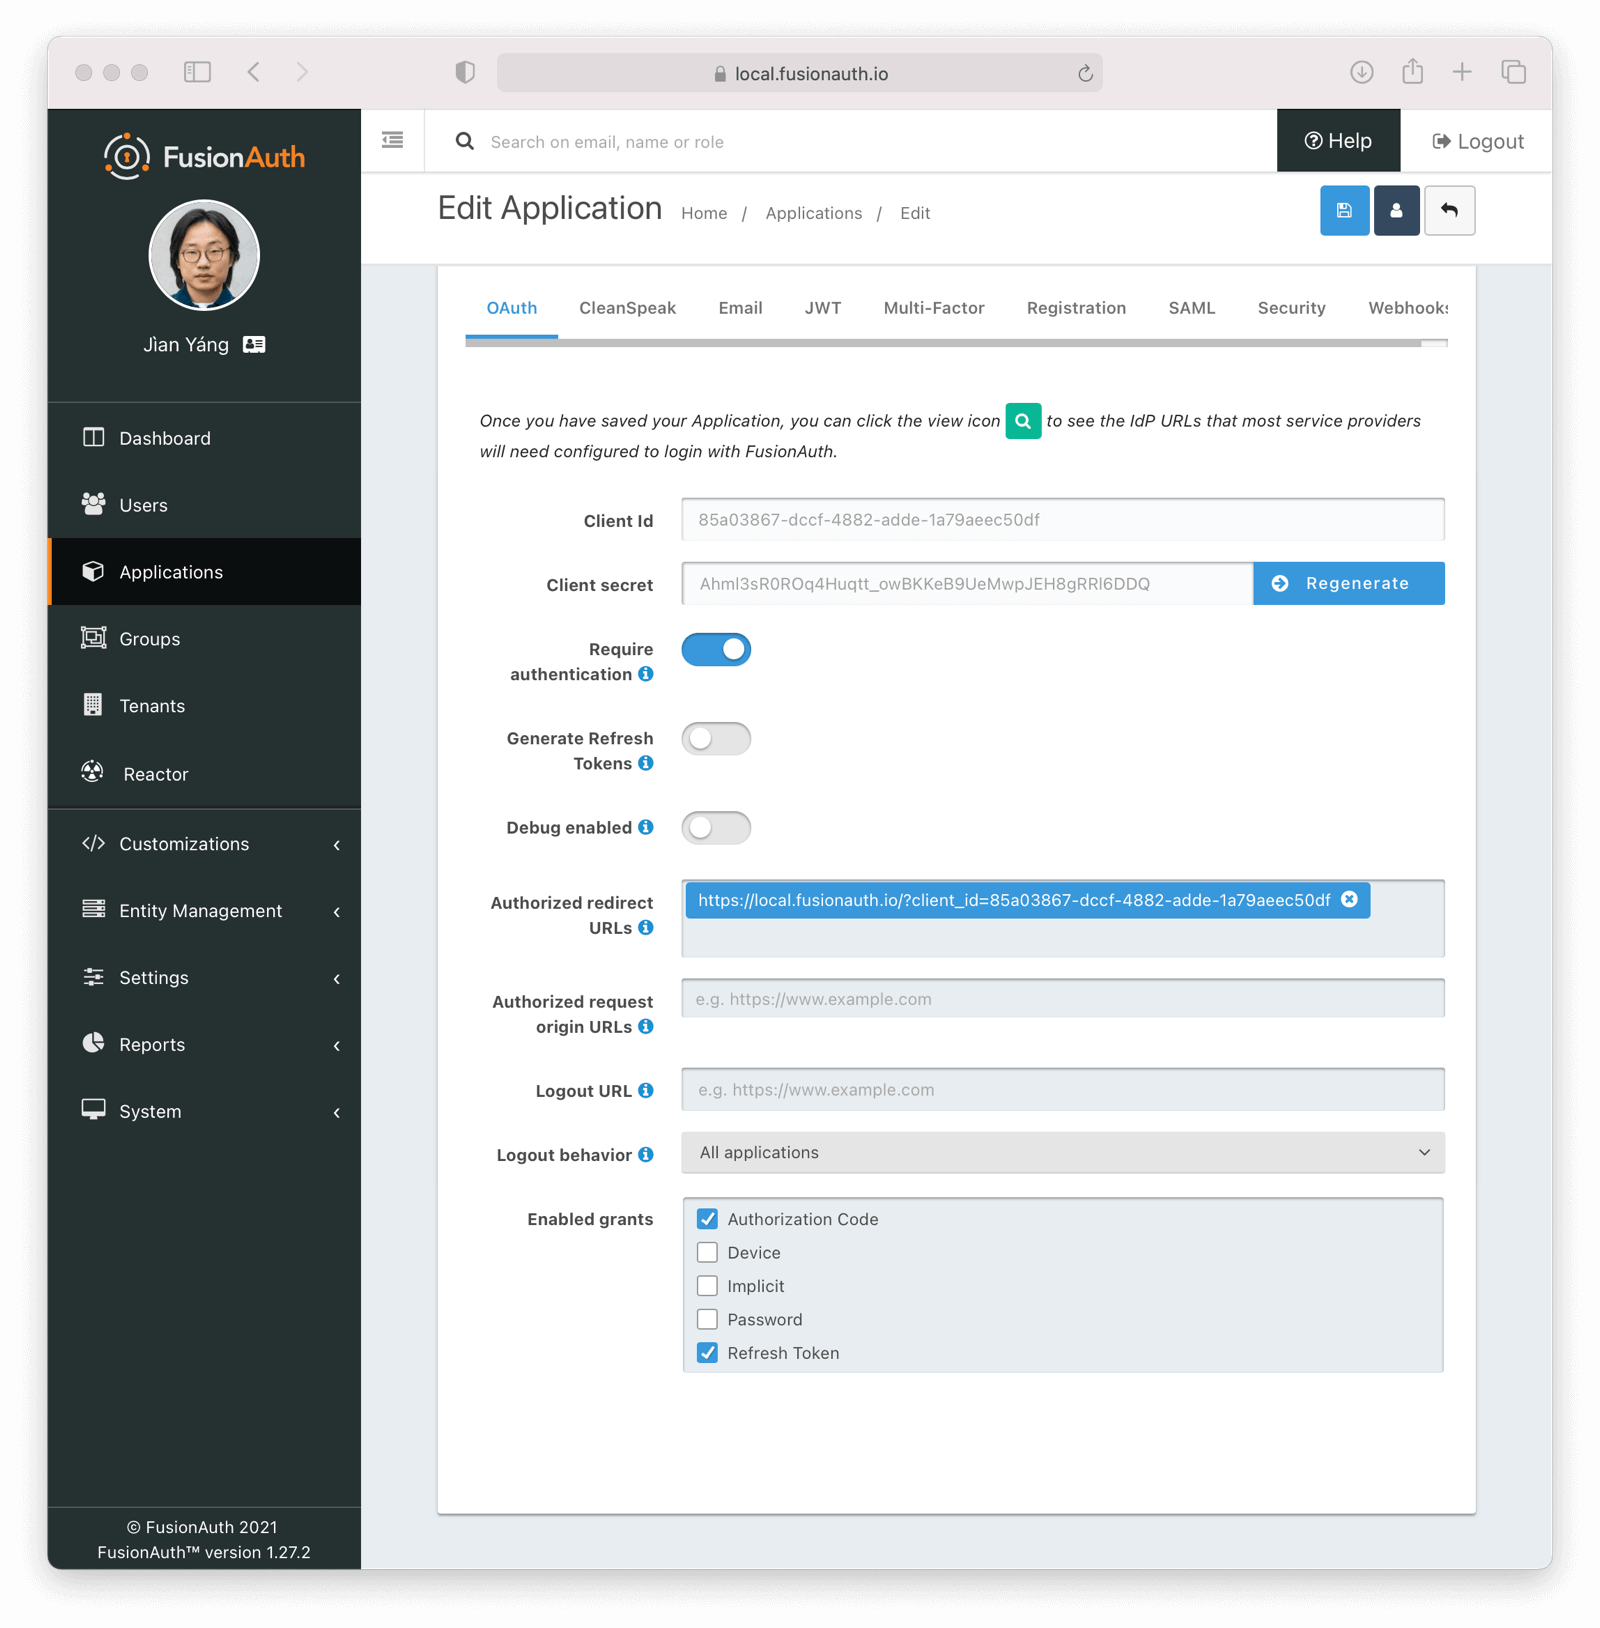 local.fusionauth.io
FusionAuth
Search on email, name or role
Help
Logout
Edit Application
Home / Applications / Edit
Jìan Yáng
Dashboard
Users
Applications
Groups
Tenants
Reactor
Customizations
Entity Management
Settings
Reports
System
© FusionAuth 2021
FusionAuth™ version 1.27.2
OAuth CleanSpeak Email JWT Multi-Factor Registration SAML Security Webhooks
Once you have saved your Application, you can click the view icon to see the IdP URLs that most service providers
will need configured to login with FusionAuth.
Client Id
85a03867-dccf-4882-adde-1a79aeec50df
Client secret
Ahml3sR0ROq4Huqtt_owBKKeB9UeMwpJEH8gRRl6DDQ
Regenerate
Require
authentication
Generate Refresh
Tokens
Debug enabled
Authorized redirect
URLs
https://local.fusionauth.io/?client_id=85a03867-dccf-4882-adde-1a79aeec50df
Authorized request
origin URLs
e.g. https://www.example.com
Logout URL
e.g. https://www.example.com
Logout behavior
All applications
Enabled grants
Authorization Code
Device
Implicit
Password
Refresh Token